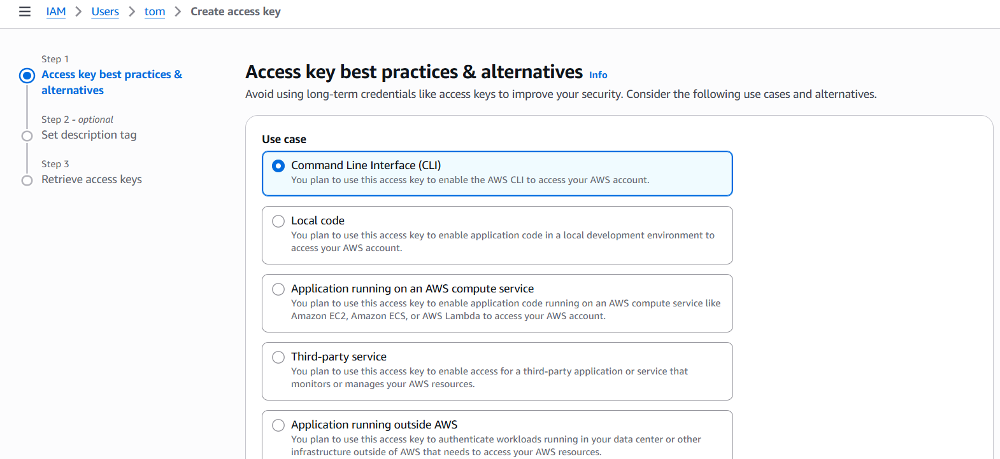 IAM > Users > tom > Create access key
Step 1
Access key best practices &
alternatives
Step 2 - optional
Set description tag
Step 3
Retrieve access keys
Access key best practices & alternatives Info
Avoid using long-term credentials like access keys to improve your security. Consider the following use cases and alternatives.
Use case
Command Line Interface (CLI)
You plan to use this access key to enable the AWS CLI to access your AWS account.
Local code
You plan to use this access key to enable application code in a local development environment to
access your AWS account.
Application running on an AWS compute service
You plan to use this access key to enable application code running on an AWS compute service like
Amazon EC2, Amazon ECS, or AWS Lambda to access your AWS account.
Third-party service
You plan to use this access key to enable access for a third-party application or service that
monitors or manages your AWS resources.
Application running outside AWS
You plan to use this access key to authenticate workloads running in your data center or other
infrastructure outside of AWS that needs to access your AWS resources.